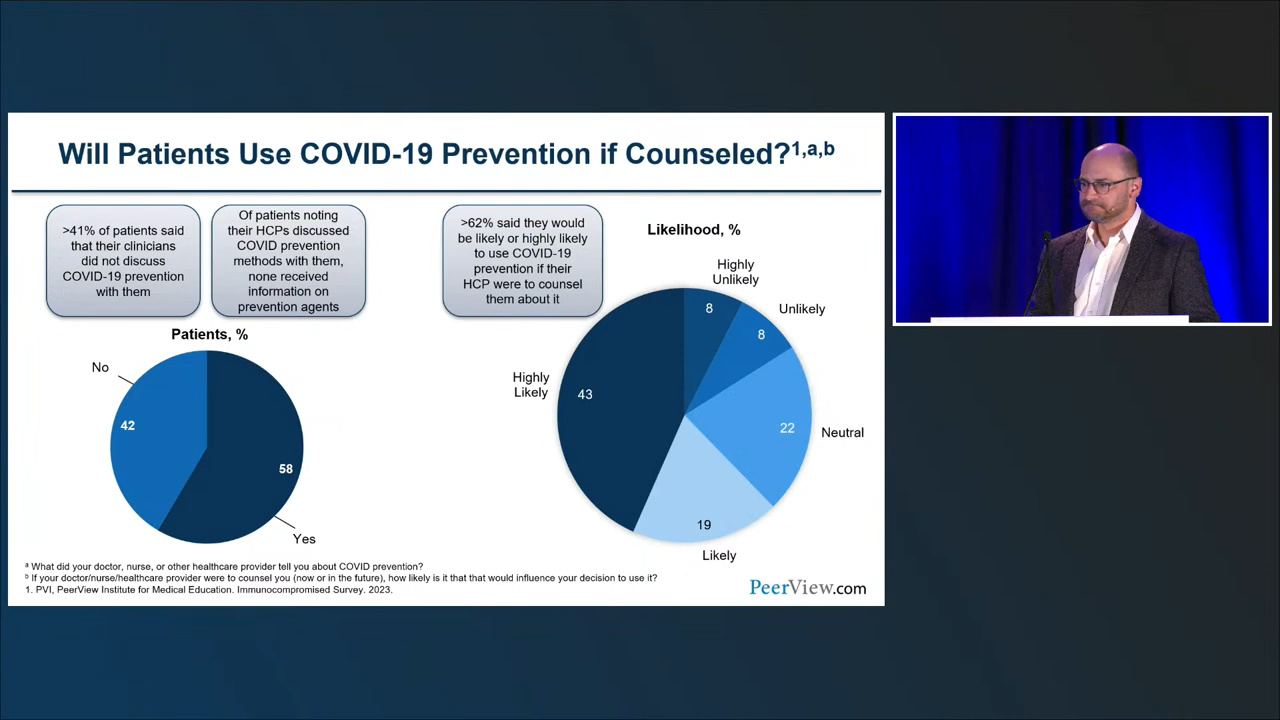 Will Patients Use COVID-19 Prevention if Counseled?1,a,b
>41% of patients said
that their clinicians
did not discuss
COVID-19 prevention
with them
Of patients noting
their HCPs discussed
COVID prevention
methods with them,
none received
information on
prevention agents
Patients, %
No
42
58
Yes
>62% said they would
be likely or highly likely
to use COVID-19
prevention if their
HCP were to counsel
them about it
Likelihood, %
Highly
Unlikely
8
Unlikely
8
Highly
Likely
43
22
Neutral
19
Likely
a What did your doctor, nurse, or other healthcare provider tell you about COVID prevention?
b If your doctor/nurse/healthcare provider were to counsel you (now or in the future), how likely is it that that would influence your decision to use it?
1. PVI, PeerView Institute for Medical Education. Immunocompromised Survey. 2023.
PeerView.com